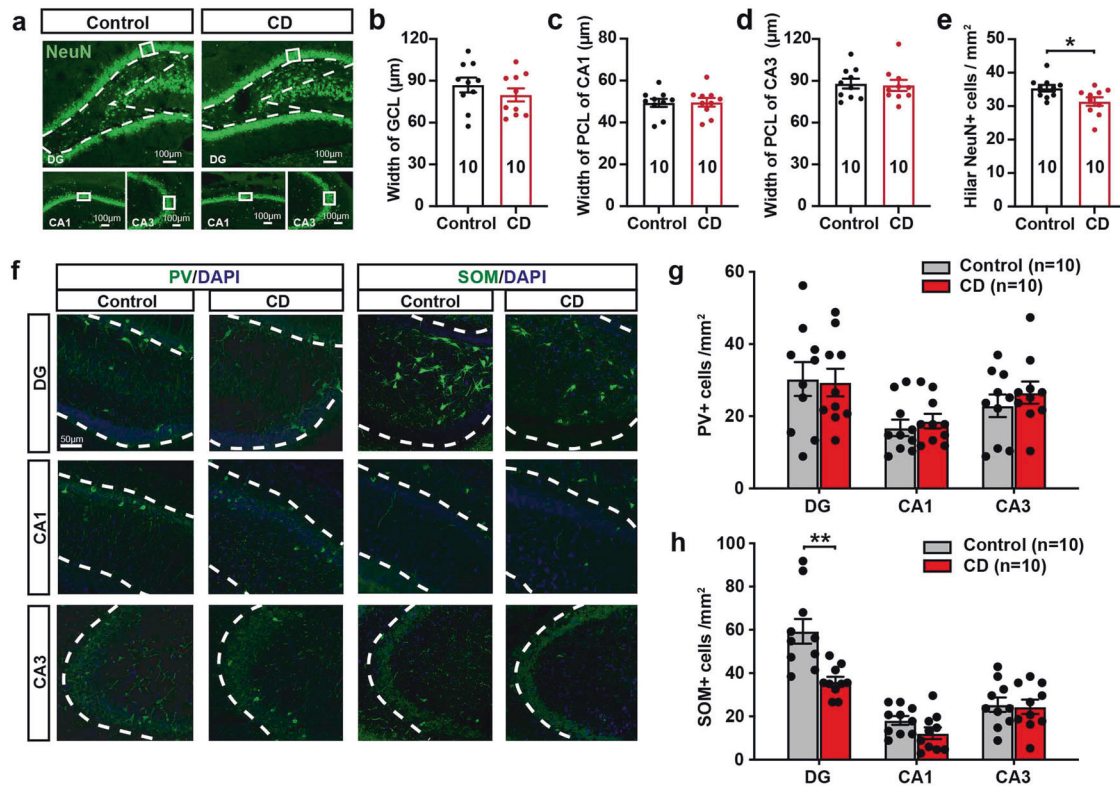 a
Control
CD
NeuN
DG
100µm
DG
100µm
CA1
100µm
CA3
100µm
CA1
100µm
CA3
100µm
b
Width of GCL (µm)
120
90
60
30
0
10
10
Control
CD
c
Width of PCL of CA1 (µm)
90
60
30
0
10
10
Control
CD
d
Width of PCL of CA3 (µm)
120
90
60
30
0
10
10
Control
CD
e
Hilar NeuN+ cells / mm²
50
40
30
20
10
0
*
10
10
Control
CD
f
PV/DAPI
SOM/DAPI
Control
CD
Control
CD
DG
50µm
CA1
CA3
g
PV+ cells /mm²
60
40
20
0
Control (n=10)
CD (n=10)
DG
CA1
CA3
h
SOM+ cells /mm²
100
80
60
40
20
0
**
Control (n=10)
CD (n=10)
DG
CA1
CA3